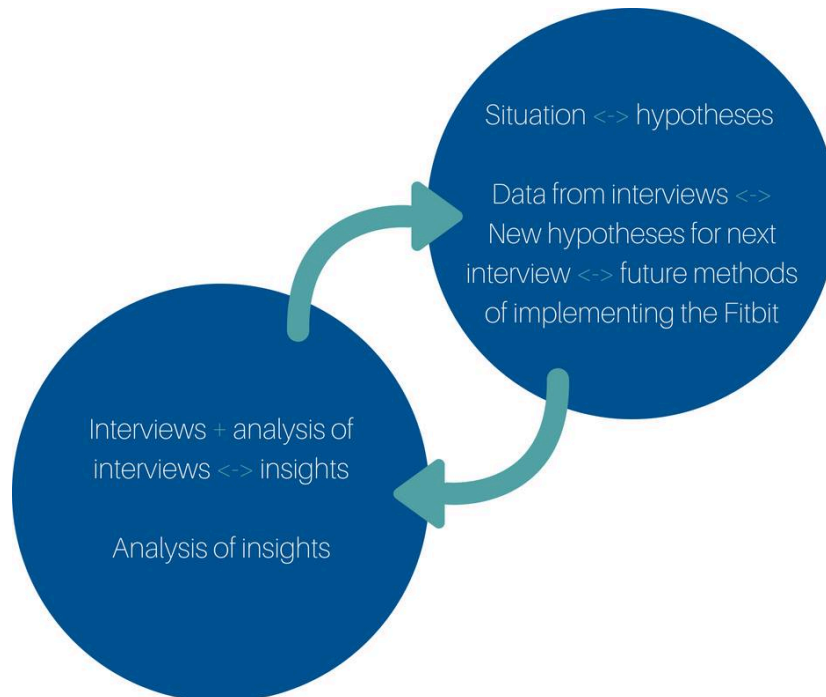 Situation <-> hypotheses
Data from interviews <->
New hypotheses for next
interview <-> future methods
of implementing the Fitbit
Interviews + analysis of
interviews <-> insights
Analysis of insights